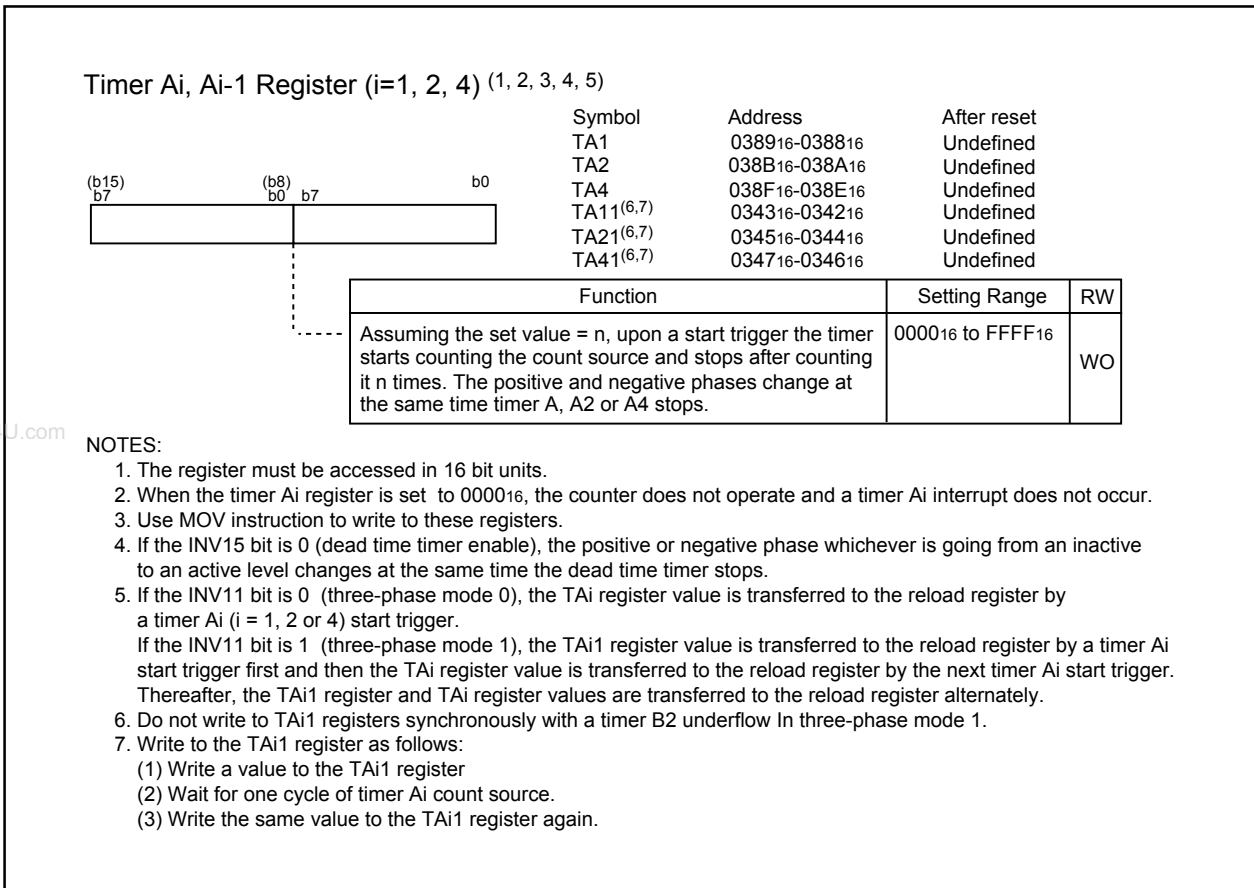 Timer Ai, Ai-1 Register (i=1, 2, 4) (1, 2, 3, 4, 5)
Symbol Address After reset
TA1 038916-038816 Undefined
TA2 038B16-038A16 Undefined
TA4 038F16-038E16 Undefined
TA11(6,7) 034316-034216 Undefined
TA21(6,7) 034516-034416 Undefined
TA41(6,7) 034716-034616 Undefined
(b15) (b8)
b7 b0 b7 b0
Function Setting Range RW
Assuming the set value = n, upon a start trigger the timer 000016 to FFFF16
starts counting the count source and stops after counting
it n times. The positive and negative phases change at WO
the same time timer A, A2 or A4 stops.
U.com
NOTES:
1. The register must be accessed in 16 bit units.
2. When the timer Ai register is set to 000016, the counter does not operate and a timer Ai interrupt does not occur.
3. Use MOV instruction to write to these registers.
4. If the INV15 bit is 0 (dead time timer enable), the positive or negative phase whichever is going from an inactive
to an active level changes at the same time the dead time timer stops.
5. If the INV11 bit is 0 (three-phase mode 0), the TAi register value is transferred to the reload register by
a timer Ai (i = 1, 2 or 4) start trigger.
If the INV11 bit is 1 (three-phase mode 1), the TAi1 register value is transferred to the reload register by a timer Ai
start trigger first and then the TAi register value is transferred to the reload register by the next timer Ai start trigger.
Thereafter, the TAi1 register and TAi register values are transferred to the reload register alternately.
6. Do not write to TAi1 registers synchronously with a timer B2 underflow In three-phase mode 1.
7. Write to the TAi1 register as follows:
(1) Write a value to the TAi1 register
(2) Wait for one cycle of timer Ai count source.
(3) Write the same value to the TAi1 register again.